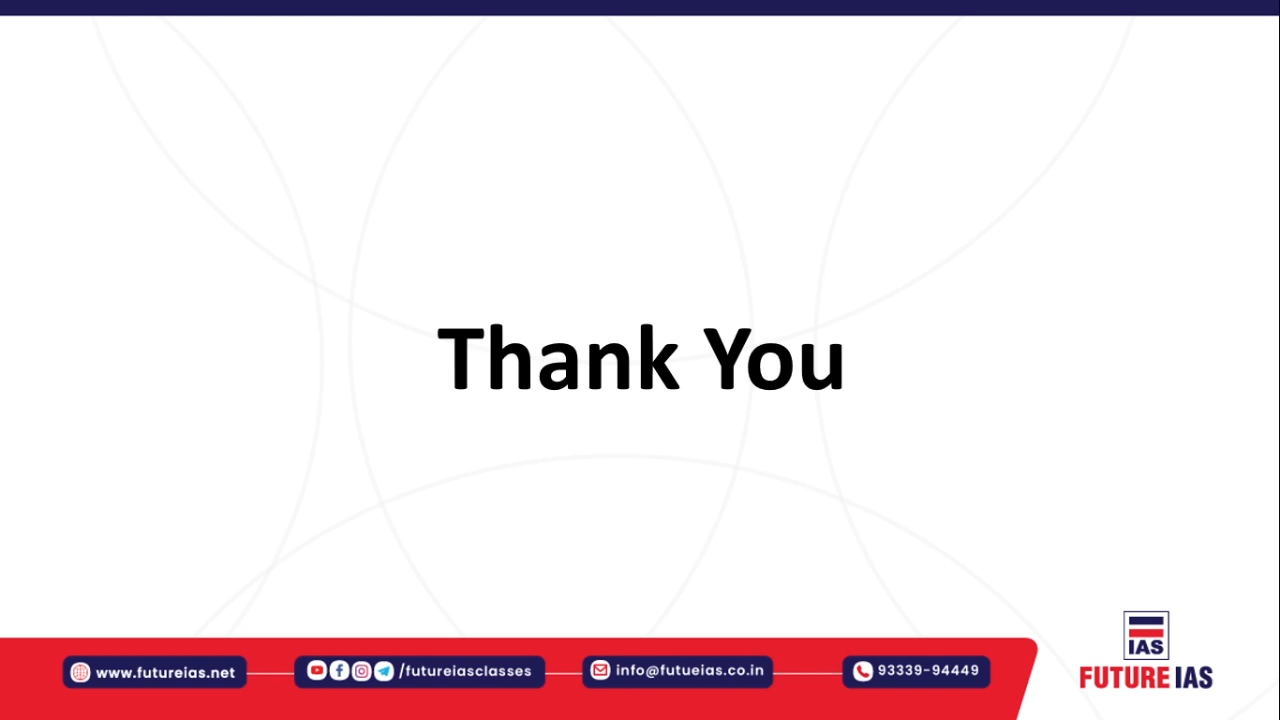 Thank You
www.futureias.net
/futureiasclasses
info@futueias.co.in
93339-94449
IAS
FUTURE IAS